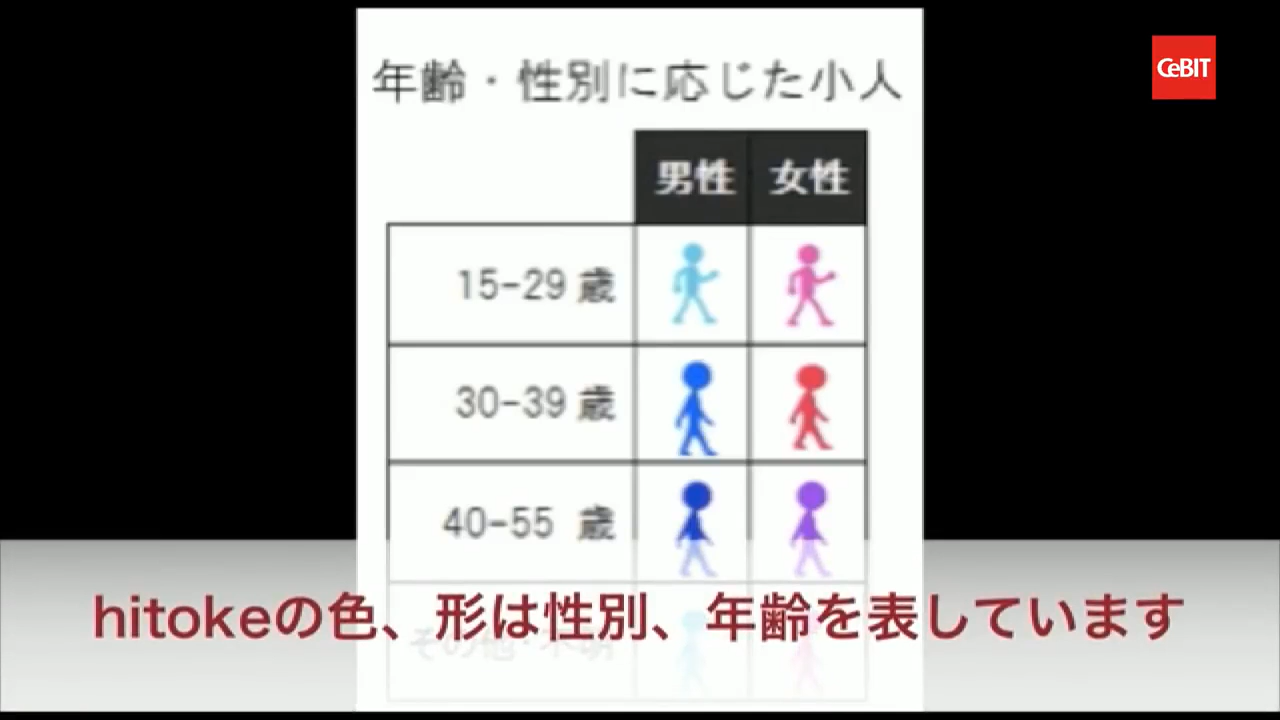 CeBIT
年齢・性別に応じた小人
男性 女性
15-29 歳
30-39 歳
40-55 歳
hitokeの色、形は性別、年齢を表しています